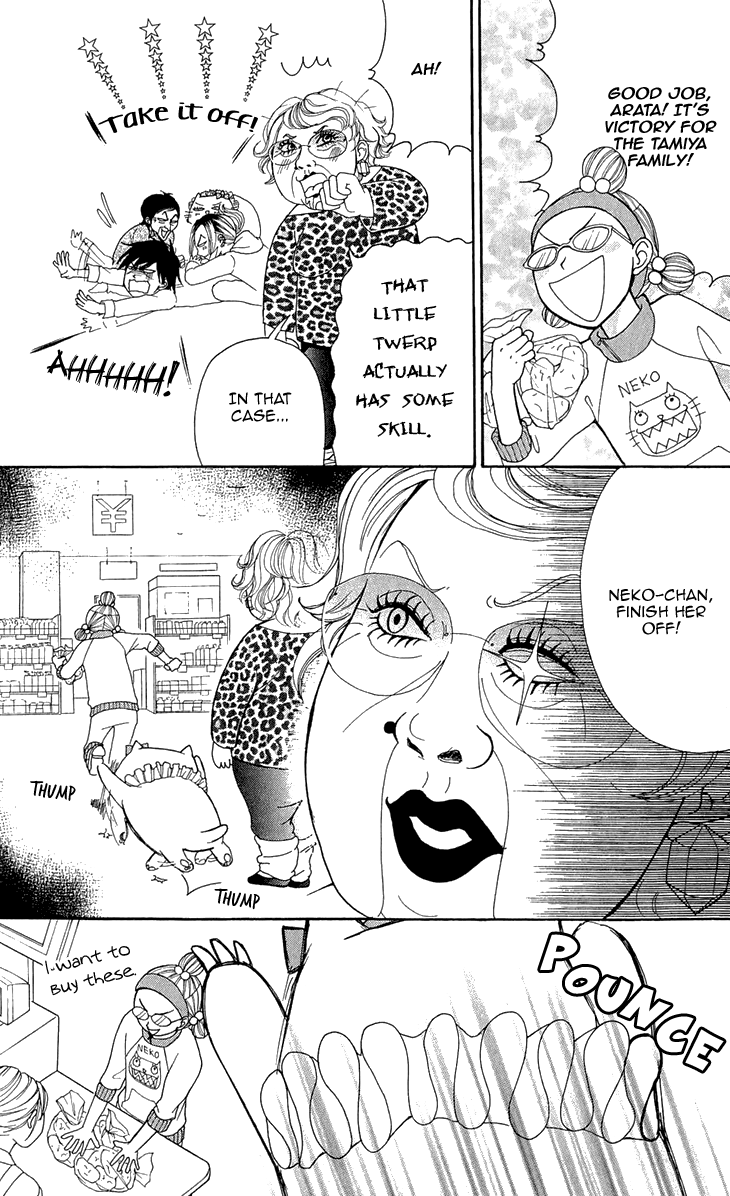 GOOD JOB,
ARATA! IT'S
VICTORY FOR
THE TAMIYA
FAMILY!
NEKO
AH!
Take it off!
THAT
LITTLE
TWERP
ACTUALLY
HAS SOME
SKILL.
IN THAT
CASE...
AHHHHH!
NEKO-CHAN,
FINISH HER
OFF!
¥
THUMP
THUMP
POUNCE
I want to
buy these.
NEKO